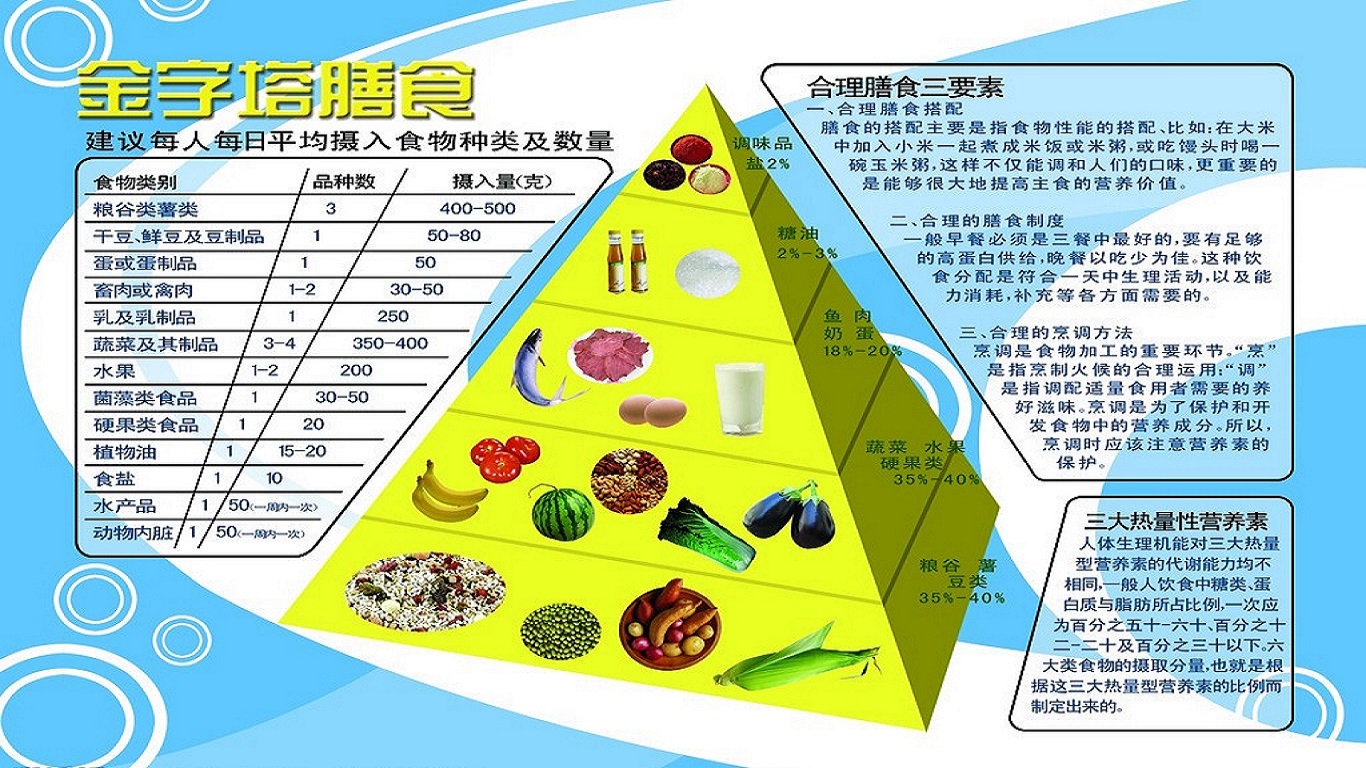 金字塔膳食
建议每人每日平均摄入食物种类及数量
食物类别 品种数 摄入量(克)
粮谷类薯类 3 400-500
干豆、鲜豆及豆制品 1 50-80
蛋或蛋制品 1 50
畜肉或禽肉 1-2 30-50
乳及乳制品 1 250
蔬菜及其制品 3-4 350-400
水果 1-2 200
菌藻类食品 1 30-50
硬果类食品 1 20
植物油 1 15-20
食盐 1 10
水产品 1 50(一周内一次)
动物内脏 1 50(一周内一次)
调味品
盐2%
糖油
2%-3%
鱼 肉
奶 蛋
18%-20%
蔬菜 水果
硬果类
35%-40%
粮谷 薯
豆类
35%-40%
合理膳食三要素
一、合理膳食搭配
膳食的搭配主要是指食物性能的搭配、比如:在大米
中加入小米一起煮成米饭或米粥,或吃馒头时喝一
碗玉米粥,这样不仅能调和人们的口味,更重要的
是能够很大地提高主食的营养价值。
二、合理的膳食制度
一般早餐必须是三餐中最好的,要有足够
的高蛋白供给,晚餐以吃少为佳。这种饮
食分配是符合一天中生理活动,以及能
力消耗,补充等各方面需要的。
三、合理的烹调方法
烹调是食物加工的重要环节。“烹”
是指烹制火候的合理运用;“调”
是指调配适量食用者需要的养
好滋味。烹调是为了保护和开
发食物中的营养成分。所以,
烹调时应该注意营养素的
保护。
三大热量性营养素
人体生理机能对三大热量
型营养素的代谢能力均不
相同,一般人饮食中糖类、蛋
白质与脂肪所占比例,一次应
为百分之五十-六十、百分之十
二-二十及百分之三十以下。六
大类食物的摄取分量,也就是根
据这三大热量型营养素的比例而
制定出来的。